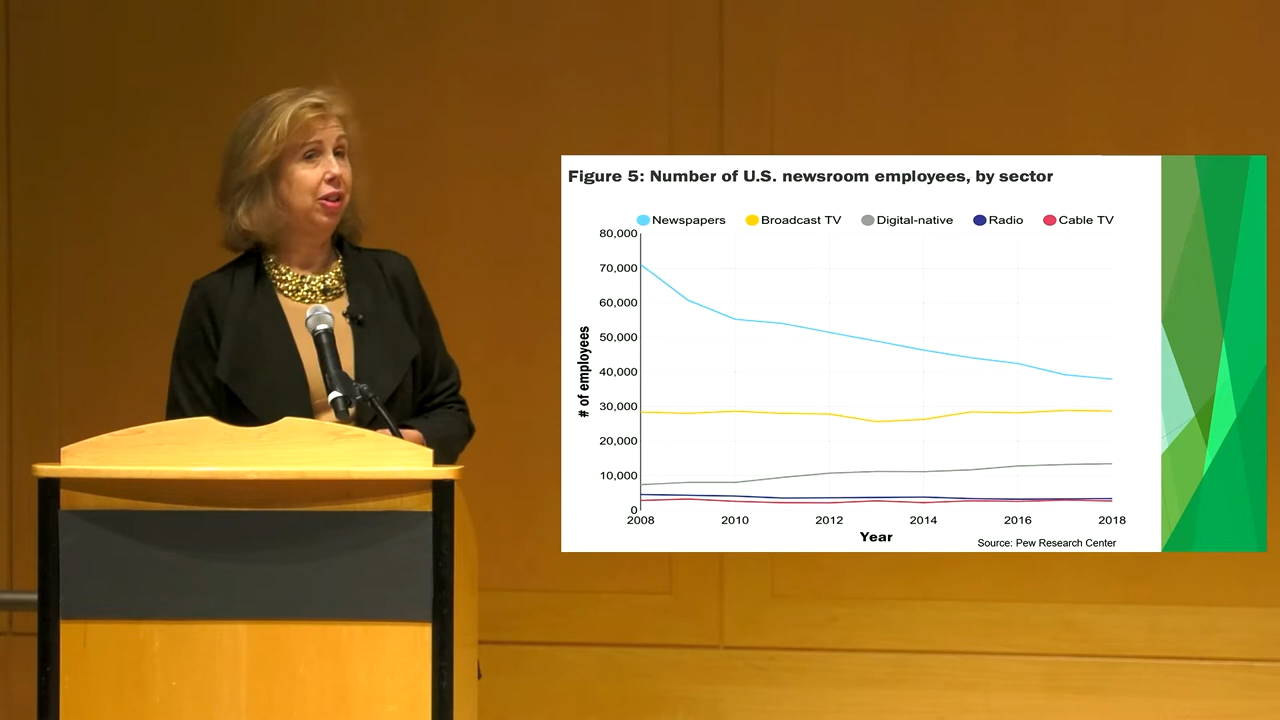 Figure 5: Number of U.S. newsroom employees, by sector
Newspapers Broadcast TV Digital-native Radio Cable TV
80,000
70,000
60,000
50,000
40,000
30,000
20,000
10,000
0
# of employees
2008 2010 2012 2014 2016 2018
Year
Source: Pew Research Center